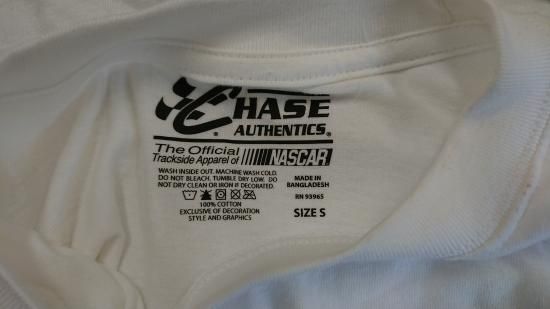 CHASE
AUTHENTICS®
The Official
Trackside Apparel of NASCAR
WASH INSIDE OUT. MACHINE WASH COLD.
DO NOT BLEACH. TUMBLE DRY LOW. DO
NOT DRY CLEAN OR IRON IF DECORATED.
100% COTTON
EXCLUSIVE OF DECORATION
STYLE AND GRAPHICS
MADE IN
BANGLADESH
RN 93965
SIZE S